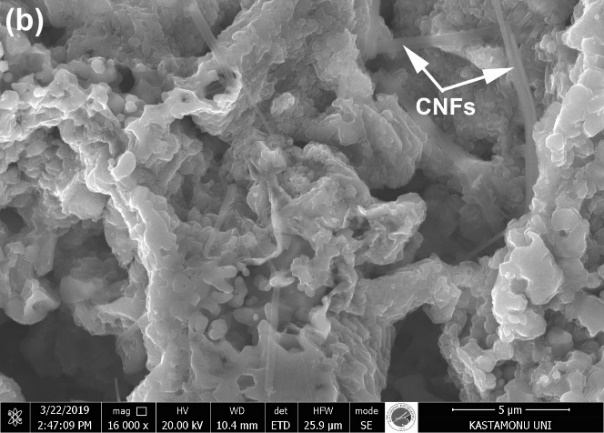 (b)
CNFs
3/22/2019 mag HV WD det HFW mode 5 µm
2:47:09 PM 16 000 x 20.00 kV 10.4 mm ETD 25.9 µm SE KASTAMONU UNI